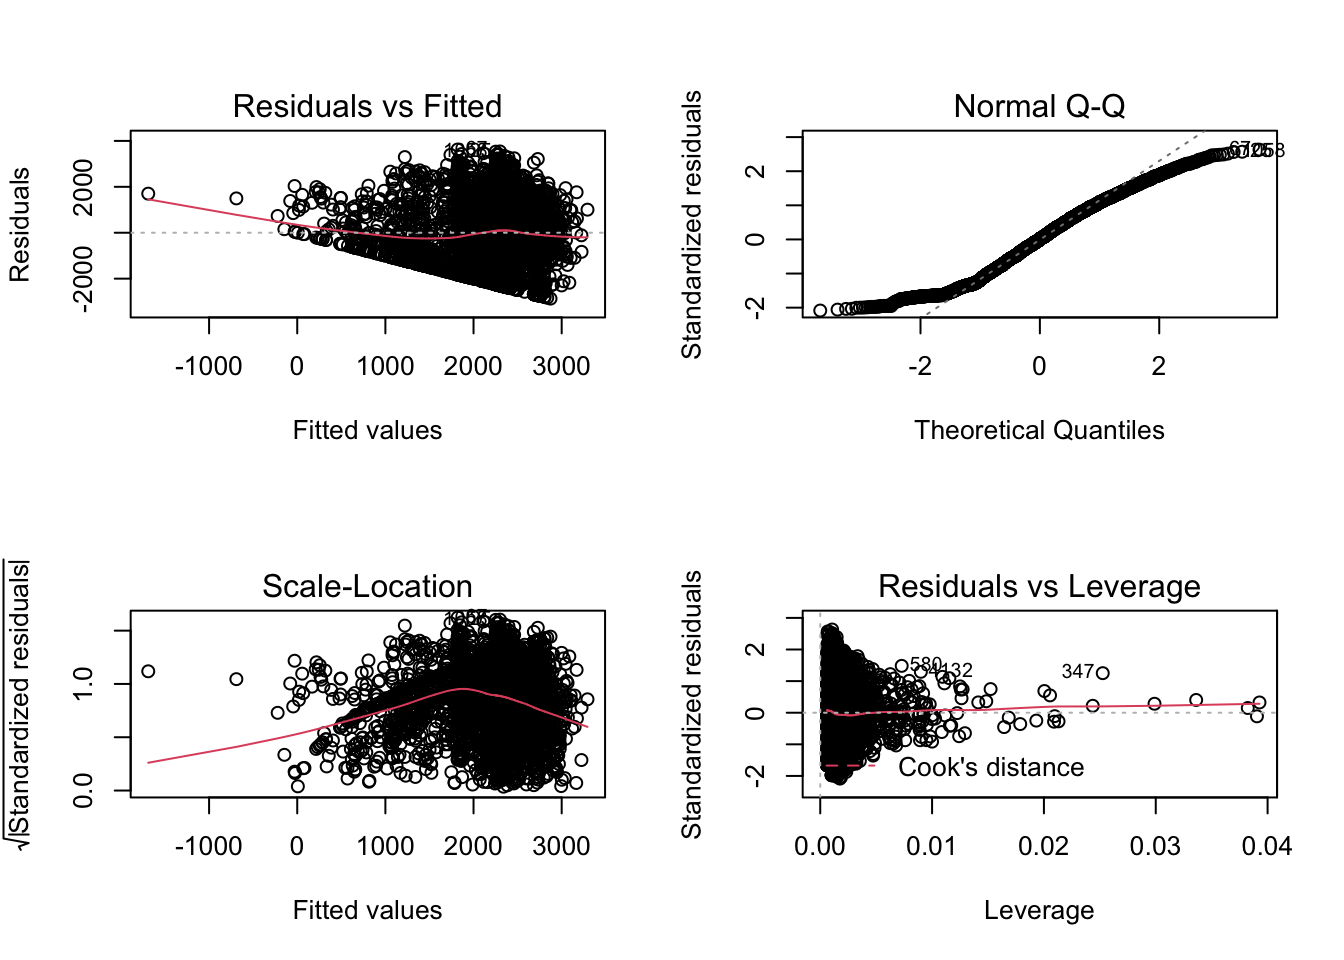 Residuals vs Fitted
Residuals
2000
-2000
-1000 0 1000 2000 3000
Fitted values
Normal Q-Q
Standardized residuals
2
0
-2
-2 0 2
Theoretical Quantiles
Scale-Location
√|Standardized residuals|
1.0
0.0
-1000 0 1000 2000 3000
Fitted values
Residuals vs Leverage
Standardized residuals
2
0
-2
580
132
347
Cook's distance
0.00 0.01 0.02 0.03 0.04
Leverage